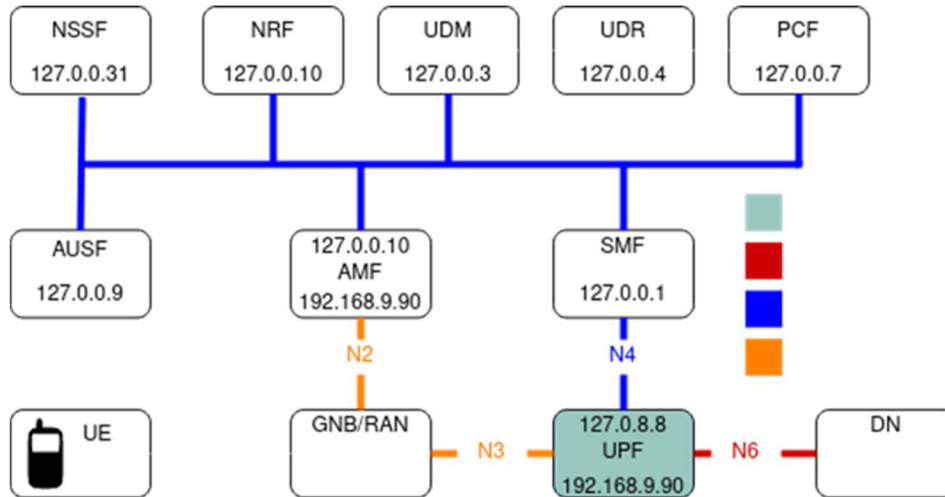 NSSF
127.0.0.31
NRF
127.0.0.10
UDM
127.0.0.3
UDR
127.0.0.4
PCF
127.0.0.7
AUSF
127.0.0.9
127.0.0.10
AMF
192.168.9.90
SMF
127.0.0.1
N2
N4
UE
GNB/RAN
N3
127.0.8.8
UPF
192.168.9.90
N6
DN